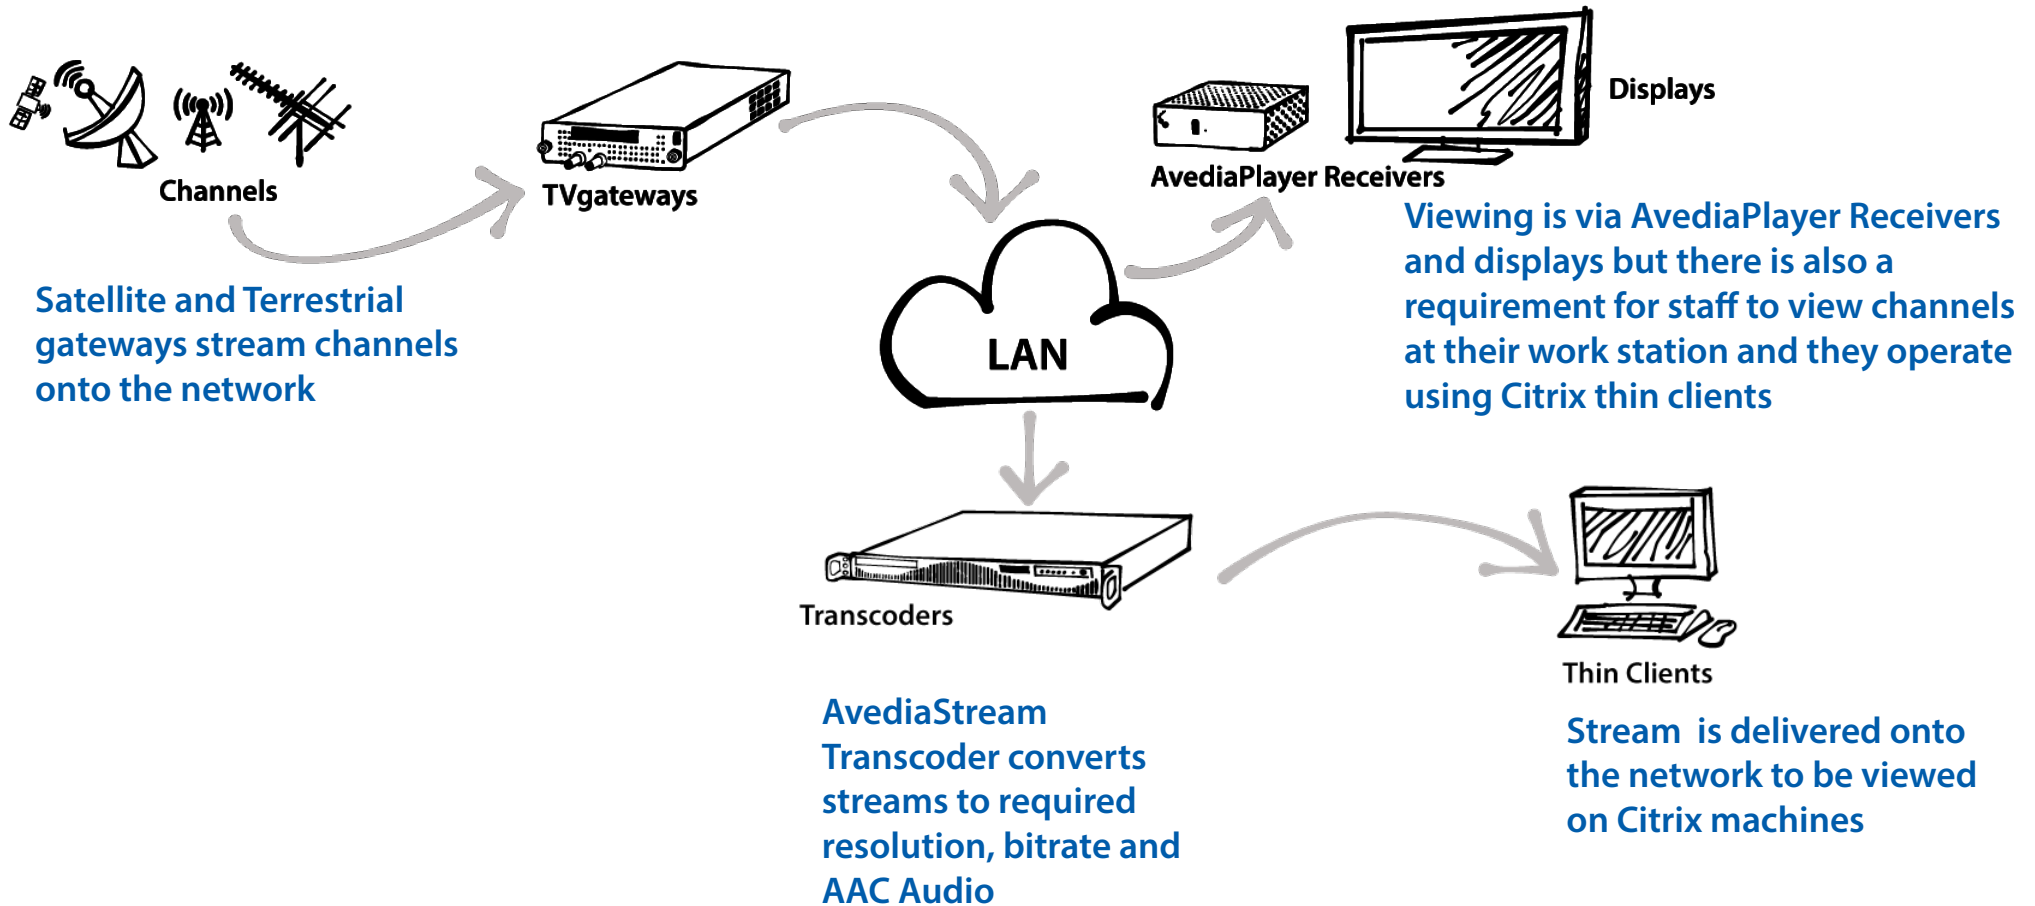 Channels
Satellite and Terrestrial
gateways stream channels
onto the network
TVgateways
LAN
AvediaPlayer Receivers
Displays
Viewing is via AvediaPlayer Receivers
and displays but there is also a
requirement for staff to view channels
at their work station and they operate
using Citrix thin clients
Transcoders
AvediaStream
Transcoder converts
streams to required
resolution, bitrate and
AAC Audio
Thin Clients
Stream  is delivered onto
the network to be viewed
on Citrix machines